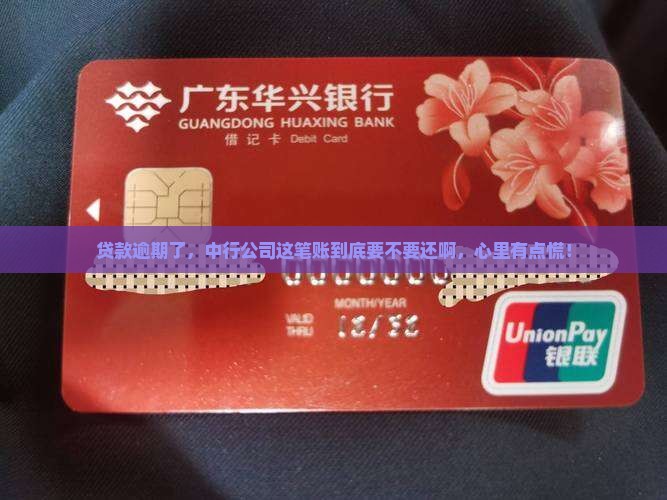 广东华兴银行
GUANGDONG HUAXING BANK
借记卡 Debit Card
贷款逾期了，中行公司这笔账到底要不要还啊，心里有点慌！
MONTH/YEAR
VALID
THRU
UnionPay
银联